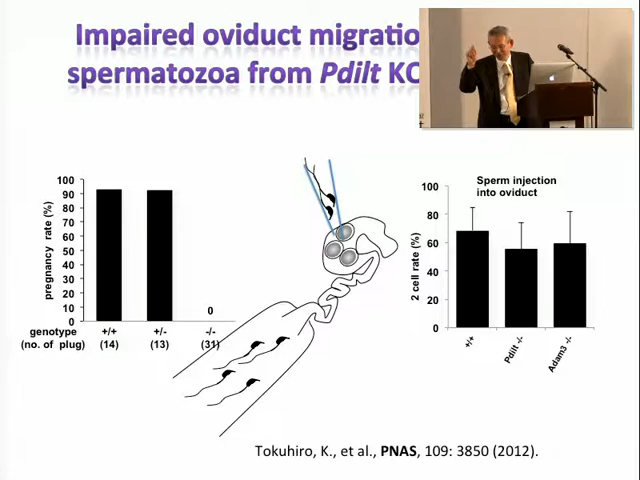 Impaired oviduct migratio
spermatozoa from Pdilt KO
100
90
80
70
60
50
40
30
20
10
0
pregnancy rate (%)
0
genotype +/+ +/- -/-
(no. of plug) (14) (13) (31)
Sperm injection
into oviduct
100
80
60
40
20
0
2 cell rate (%)
+/+
Pdilt -/-
Adam3 -/-
Tokuhiro, K., et al., PNAS, 109: 3850 (2012).